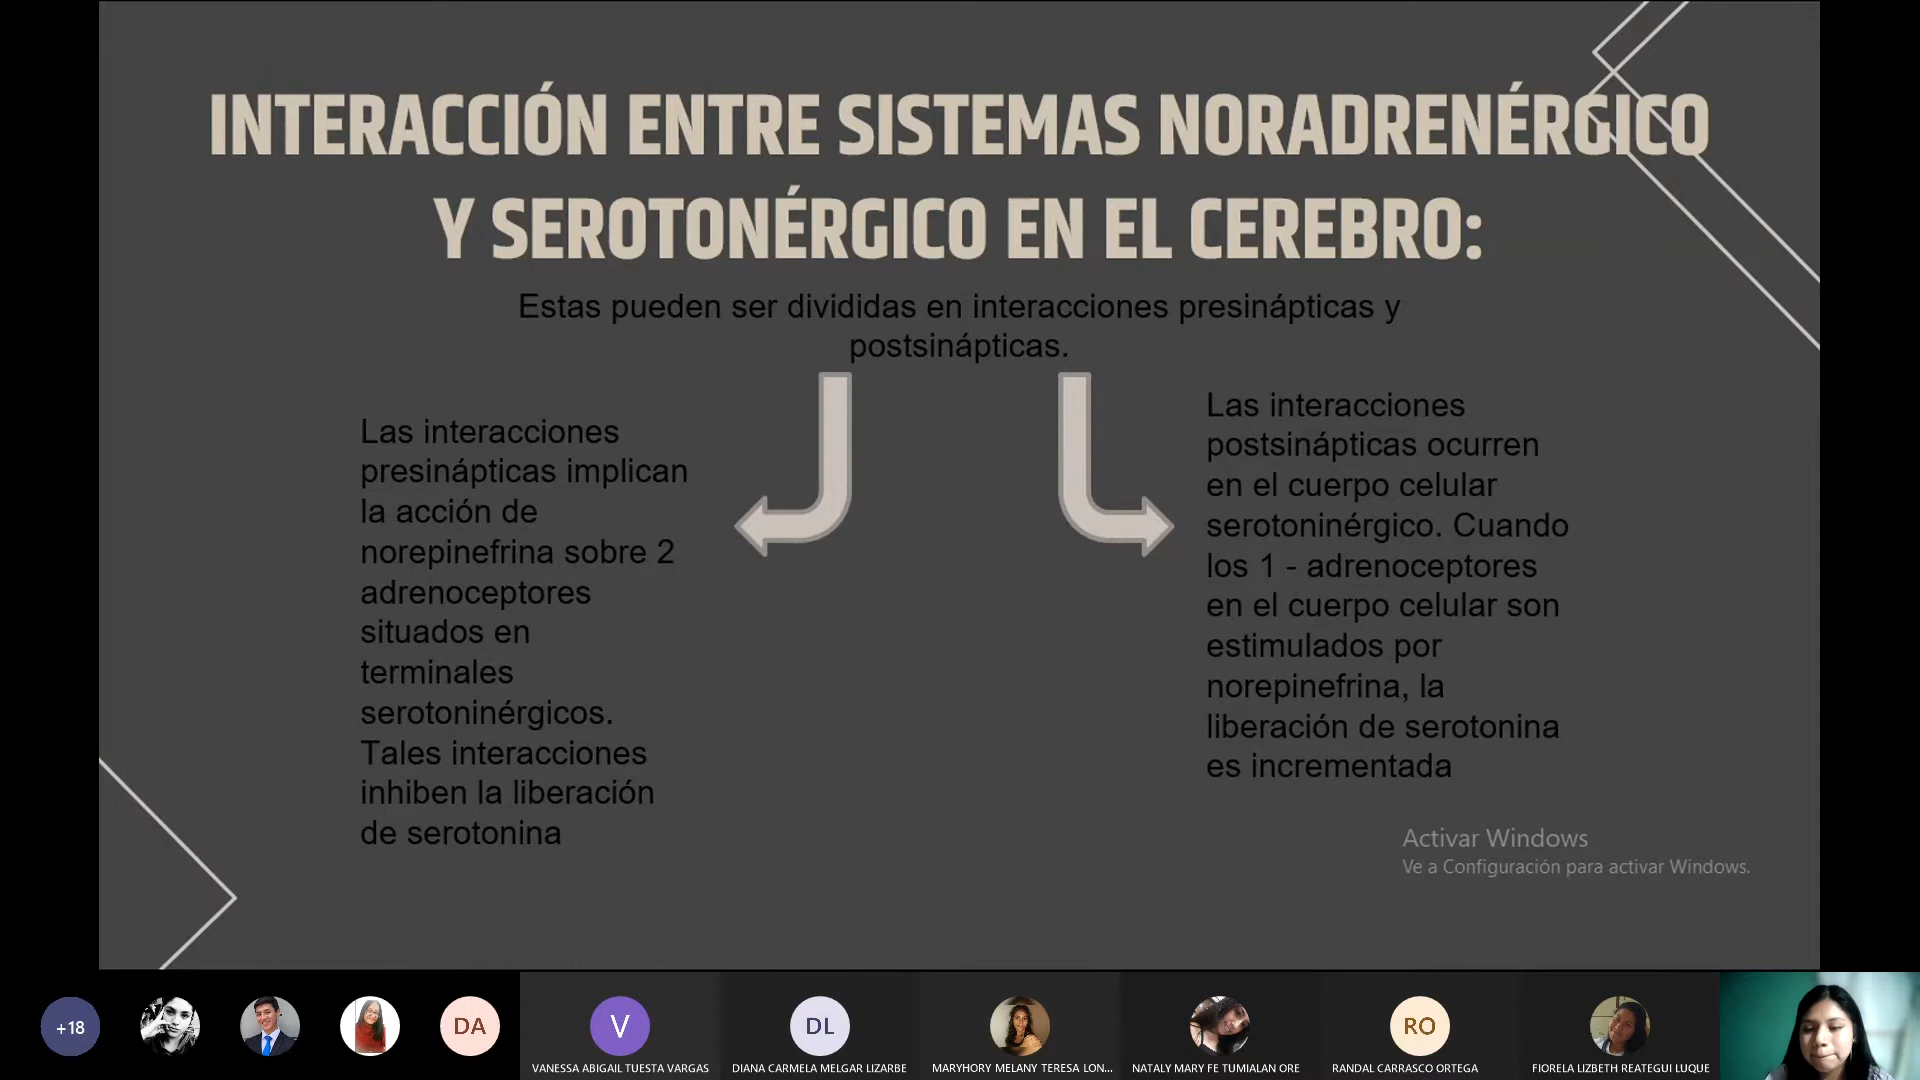 INTERACCIÓN ENTRE SISTEMAS NORADRENÉRGICO
Y SEROTONÉRGICO EN EL CEREBRO:
Estas pueden ser divididas en interacciones presinápticas y
postsinápticas.
Las interacciones
presinápticas implican
la acción de
norepinefrina sobre 2
adrenoceptores
situados en
terminales
serotoninérgicos.
Tales interacciones
inhiben la liberación
de serotonina
Las interacciones
postsinápticas ocurren
en el cuerpo celular
serotoninérgico. Cuando
los 1 - adrenoceptores
en el cuerpo celular son
estimulados por
norepinefrina, la
liberación de serotonina
es incrementada
Activar Windows
Ve a Configuración para activar Windows.
+18
DA
V
VANESSA ABIGAIL TUESTA VARGAS
DL
DIANA CARMELA MELGAR LIZARBE
MARYHORY MELANY TERESA LON...
NATALY MARY FE TUMIALAN ORE
RO
RANDAL CARRASCO ORTEGA
FIORELA LIZBETH REATEGUI LUQUE